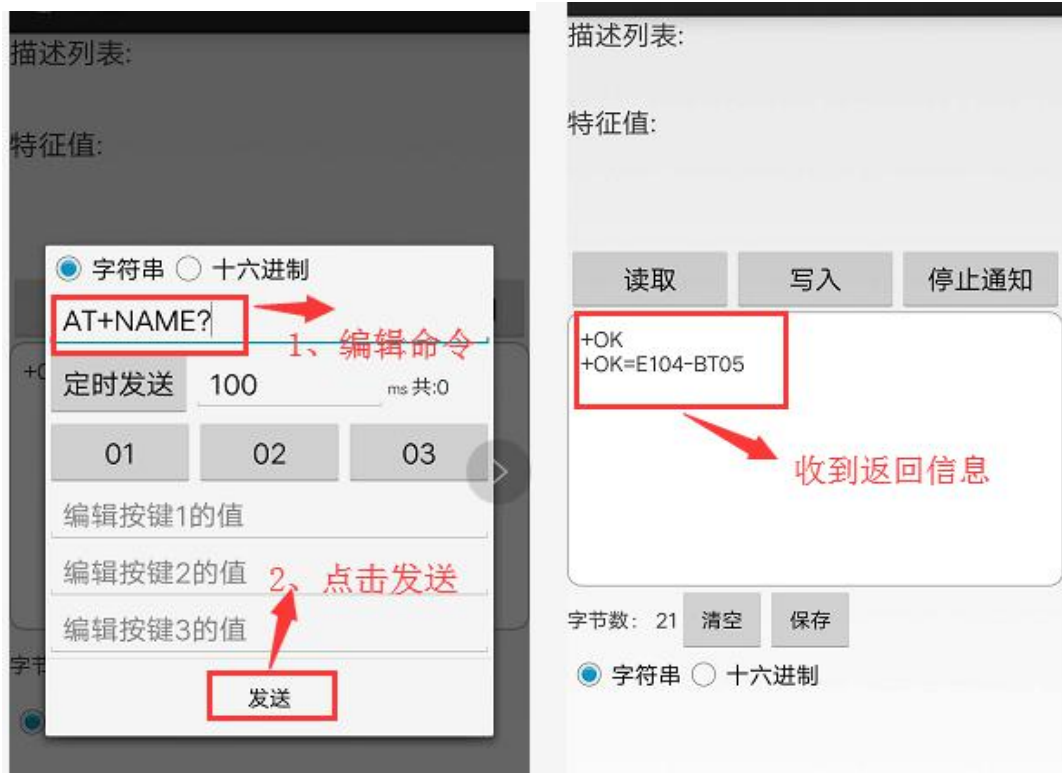 描述列表:
特征值:
字符串 十六进制
AT+NAME?
1、编辑命令
+O
定时发送 100 ms 共:0
01 02 03
编辑按键1的值
编辑按键2的值
2、点击发送
编辑按键3的值
字节
发送
描述列表:
特征值:
读取 写入 停止通知
+OK
+OK=E104-BT05
收到返回信息
字节数: 21 清空 保存
字符串 十六进制